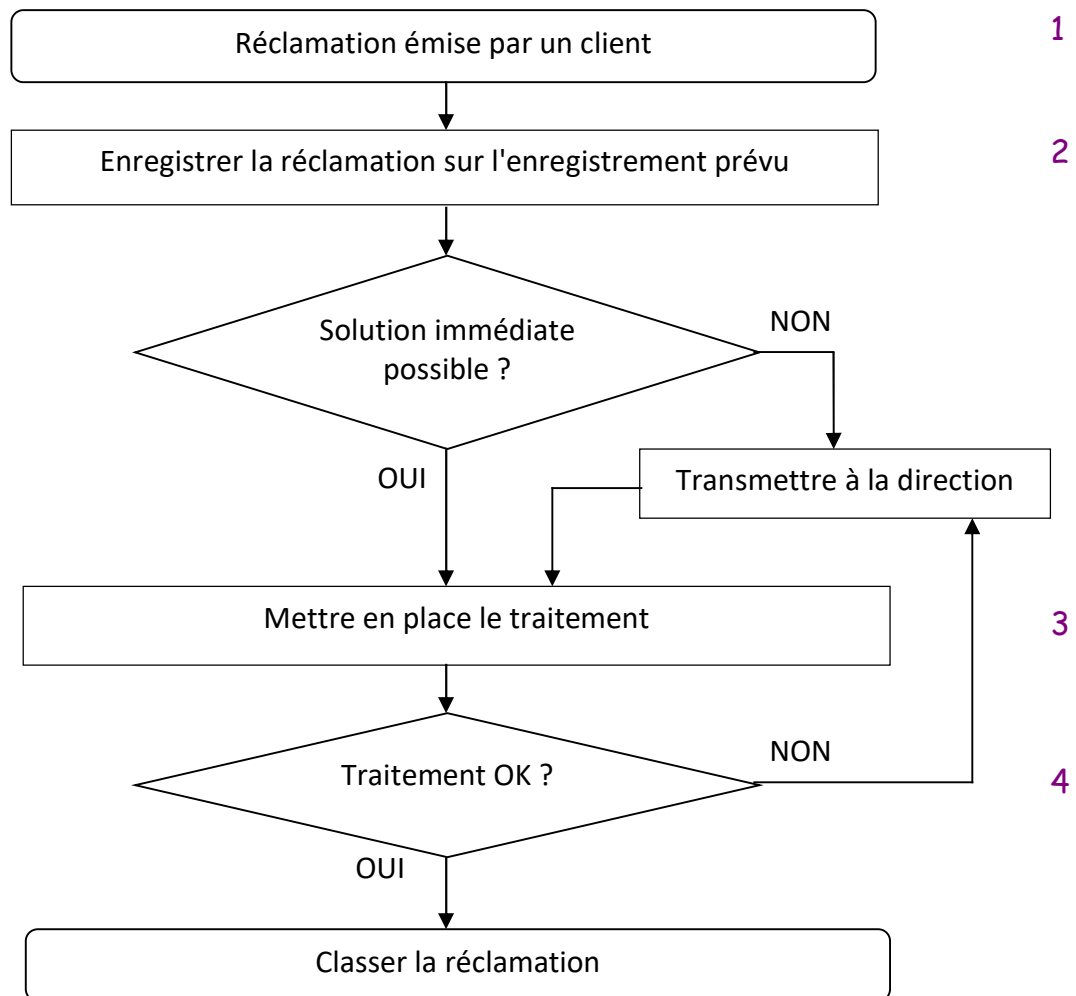 Réclamation émise par un client
1
Enregistrer la réclamation sur l'enregistrement prévu
2
Solution immédiate
possible ?
NON
OUI
Transmettre à la direction
Mettre en place le traitement
3
Traitement OK ?
NON
4
OUI
Classer la réclamation